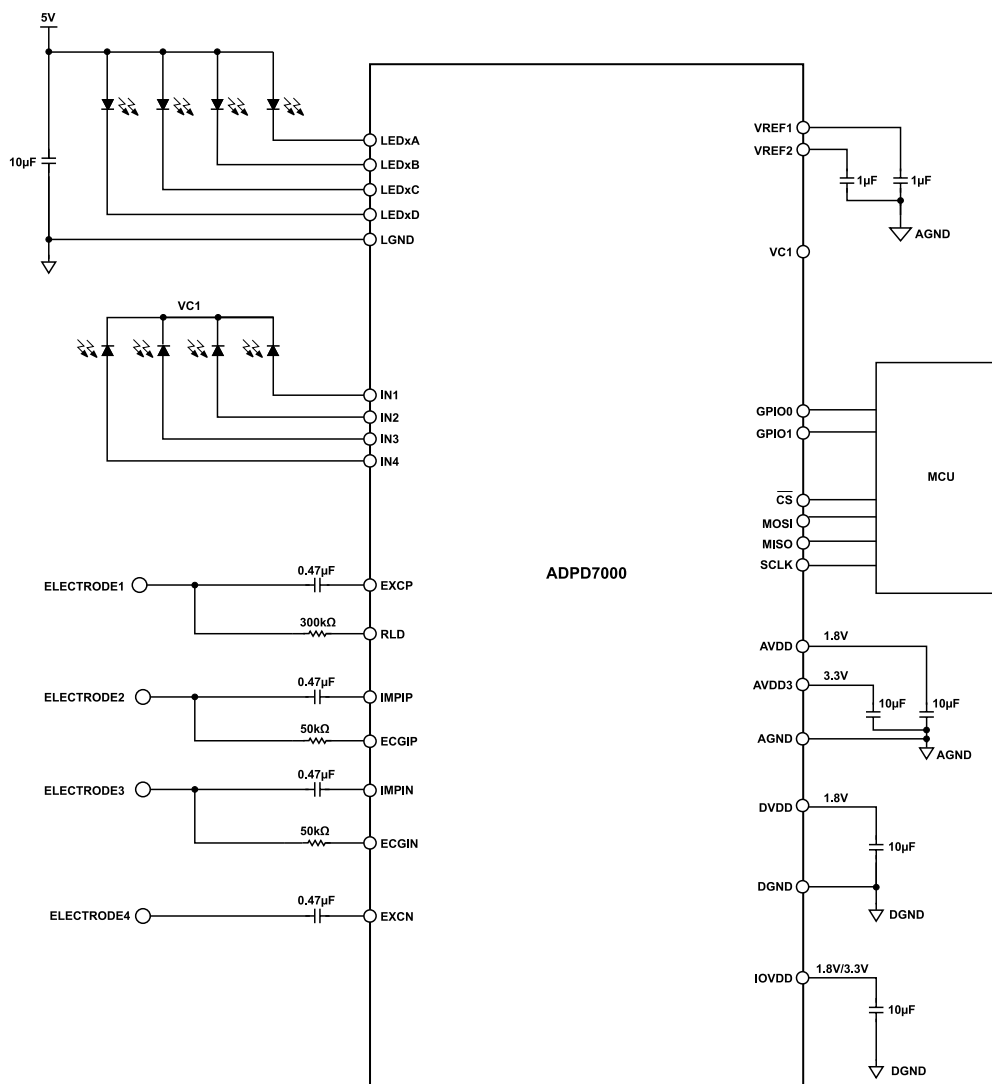 5V
10µF
LEDxA
LEDxB
LEDxC
LEDxD
LGND
VC1
IN1
IN2
IN3
IN4
ELECTRODE1
0.47µF
EXCP
300kΩ
RLD
ELECTRODE2
0.47µF
IMPIP
50kΩ
ECGIP
ELECTRODE3
0.47µF
IMPIN
50kΩ
ECGIN
ELECTRODE4
0.47µF
EXCN
ADPD7000
VREF1
VREF2
1µF
1µF
AGND
VC1
GPIO0
GPIO1
CS
MOSI
MISO
SCLK
MCU
AVDD
1.8V
AVDD3
3.3V
10µF
10µF
AGND
AGND
DVDD
1.8V
10µF
DGND
DGND
IOVDD
1.8V/3.3V
10µF
DGND